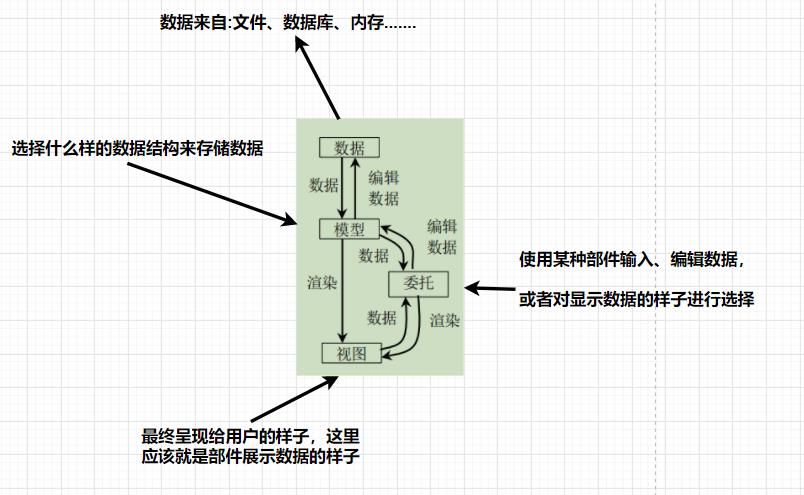 数据来自:文件、数据库、内存.......
选择什么样的数据结构来存储数据
数据
数据
编辑
数据
模型
编辑
数据
数据
渲染
委托
使用某种部件输入、编辑数据，
或者对显示数据的样子进行选择
数据
渲染
视图
最终呈现给用户的样子，这里
应该就是部件展示数据的样子